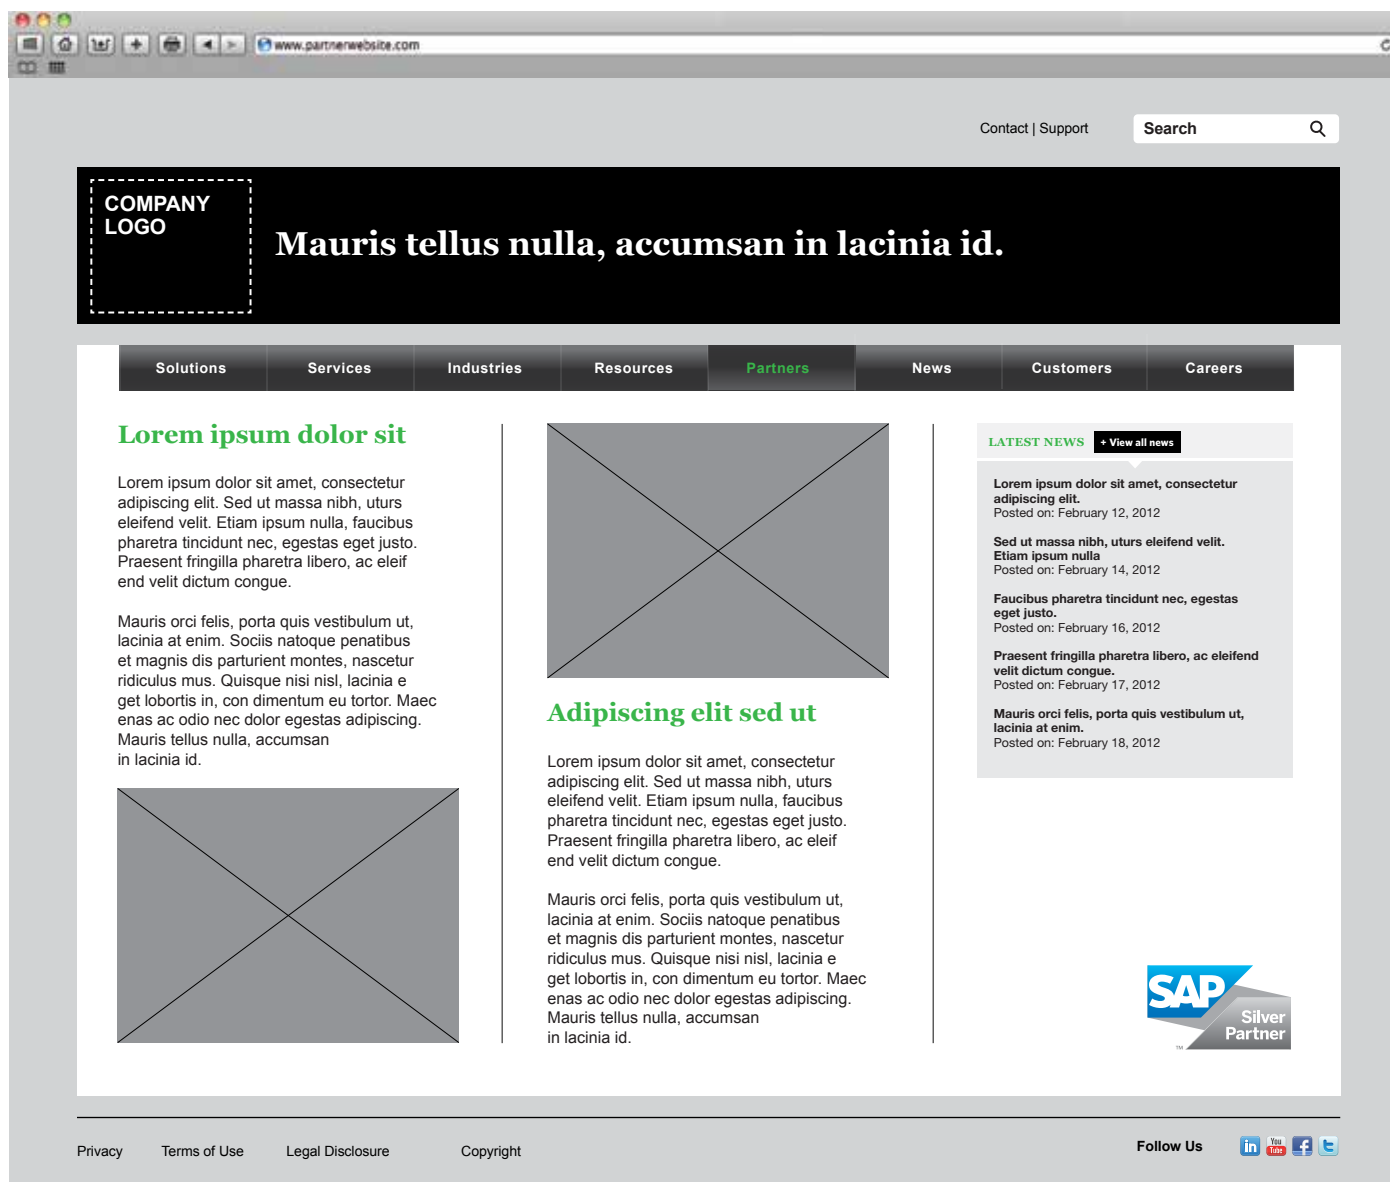 www.partnerwebsite.com
Contact | Support
Search
COMPANY
LOGO
Mauris tellus nulla, accumsan in lacinia id.
Solutions
Services
Industries
Resources
Partners
News
Customers
Careers
Lorem ipsum dolor sit
Lorem ipsum dolor sit amet, consectetur
adipiscing elit. Sed ut massa nibh, uturs
eleifend velit. Etiam ipsum nulla, faucibus
pharetra tincidunt nec, egestas eget justo.
Praesent fringilla pharetra libero, ac eleif
end velit dictum congue.
Mauris orci felis, porta quis vestibulum ut,
lacinia at enim. Sociis natoque penatibus
et magnis dis parturient montes, nascetur
ridiculus mus. Quisque nisi nisl, lacinia e
get lobortis in, con dimentum eu tortor. Maec
enas ac odio nec dolor egestas adipiscing.
Mauris tellus nulla, accumsan
in lacinia id.
Adipiscing elit sed ut
Lorem ipsum dolor sit amet, consectetur
adipiscing elit. Sed ut massa nibh, uturs
eleifend velit. Etiam ipsum nulla, faucibus
pharetra tincidunt nec, egestas eget justo.
Praesent fringilla pharetra libero, ac eleif
end velit dictum congue.
Mauris orci felis, porta quis vestibulum ut,
lacinia at enim. Sociis natoque penatibus
et magnis dis parturient montes, nascetur
ridiculus mus. Quisque nisi nisl, lacinia e
get lobortis in, con dimentum eu tortor. Maec
enas ac odio nec dolor egestas adipiscing.
Mauris tellus nulla, accumsan
in lacinia id.
LATEST NEWS
+ View all news
Lorem ipsum dolor sit amet, consectetur
adipiscing elit.
Posted on: February 12, 2012
Sed ut massa nibh, uturs eleifend velit.
Etiam ipsum nulla
Posted on: February 14, 2012
Faucibus pharetra tincidunt nec, egestas
eget justo.
Posted on: February 16, 2012
Praesent fringilla pharetra libero, ac eleifend
velit dictum congue.
Posted on: February 17, 2012
Mauris orci felis, porta quis vestibulum ut,
lacinia at enim.
Posted on: February 18, 2012
SAP
Silver
Partner
TM
Privacy
Terms of Use
Legal Disclosure
Copyright
Follow Us
in
You
Tube
f
t